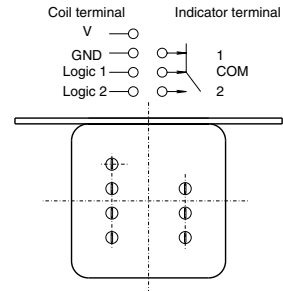 Coil terminal Indicator terminal
V
GND 1
Logic 1 COM
Logic 2 2